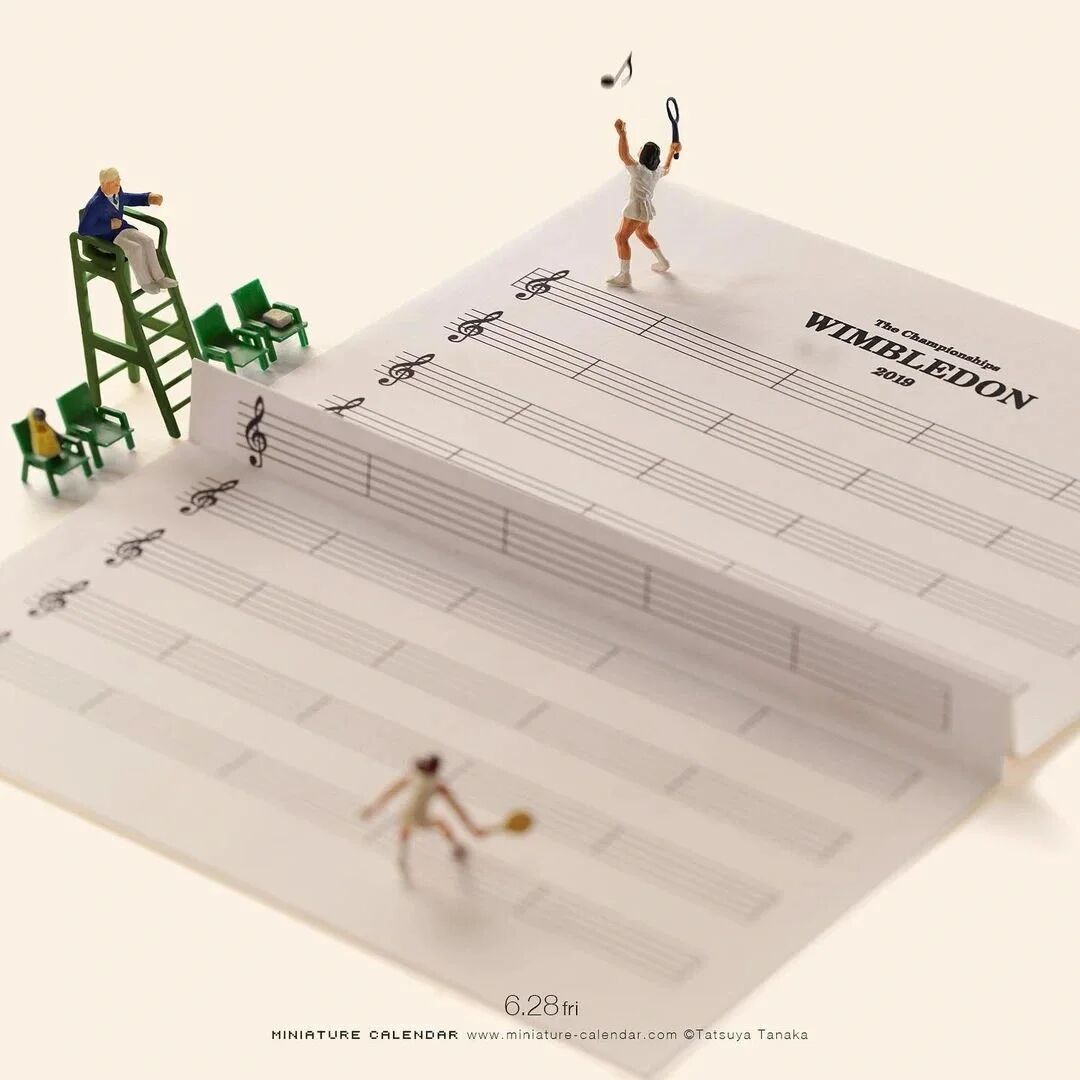 The Championships
WIMBLEDON
2019
6.28 fri
MINIATURE CALENDAR www.miniature-calendar.com ©Tatsuya Tanaka